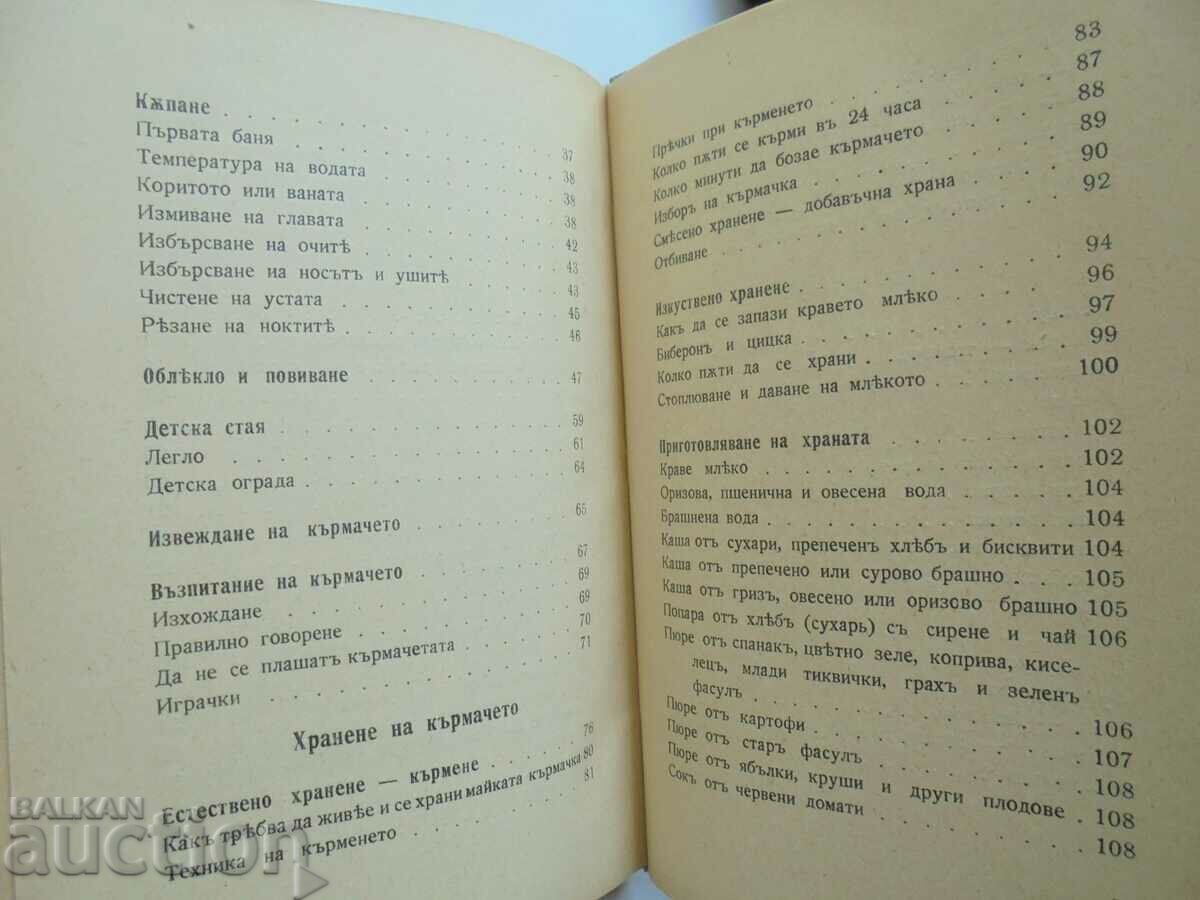 Кѫпане . . . . . . . . . . 37
Първата баня . . . . . . . . . 38
Температура на водата . . . . . . . 38
Коритото или ваната . . . . . . . 38
Измиване на главата . . . . . . . 42
Избърсване на очитѣ . . . . . . . 43
Избърсване иа носътъ и ушитѣ . . . . 43
Чистене на устата . . . . . . . . 45
Рѣзане на ноктитѣ . . . . . . . . 46
Облѣкло и повиване . . . . . . . 47
Детска стая . . . . . . . . . . 59
Легло . . . . . . . . . . . 61
Детска ограда . . . . . . . . . 64
Извеждане на кърмачето . . . . . . 65
Възпитание на кърмачето . . . . . . 67
Изхождане . . . . . . . . . . 69
Правилно говорене . . . . . . . . 69
Да не се плашатъ кърмачетата . . . . . 70
Играчки . . . . . . . . . . . 71
Хранене на кърмачето
Естествено хранене — кърмене . . . . 76
Какъ трѣбва да живѣе и се храни майката кърмачка 80
Техника на кърменето . . . . . . . 81
Прѣчки при кърменето . . . . . . . 83
Колко пѫти се кърми въ 24 часа . . . . 87
Колко минути да бозае кърмачето . . . . 88
Изборъ на кърмачка . . . . . . . 89
Смѣсено хранене — добавъчна храна . . . 90
Отбиване . . . . . . . . . . 92
Изкуствено хранене . . . . . . . . 94
Какъ да се запази кравето млѣко . . . . 96
Биберонъ и цицка . . . . . . . . 97
Колко пѫти да се храни . . . . . . 99
Стоплюване и даване на млѣкото . . . . 100
Приготовляване на храната . . . . . . 102
Краве млѣко . . . . . . . . . 102
Оризова, пшенична и овесена вода . . . . 104
Брашнена вода . . . . . . . . . 104
Каша отъ сухари, препеченъ хлѣбъ и бисквити 104
Каша отъ препечено или сурово брашно . . . 105
Каша отъ гризъ, овесено или оризово брашно 105
Попара отъ хлѣбъ (сухарь) съ сирене и чай 106
Пюре отъ спанакъ, цвѣтно зеле, коприва, кисе-
лецъ, млади тиквички, грахъ и зеленъ
фасулъ . . . . . . . . . . 106
Пюре отъ картофи . . . . . . . . 107
Пюре отъ старъ фасулъ . . . . . . 108
Пюре отъ ябълки, круши и други плодове . 108
Сокъ отъ червени домати . . . . . . 108
BALKAN
auction